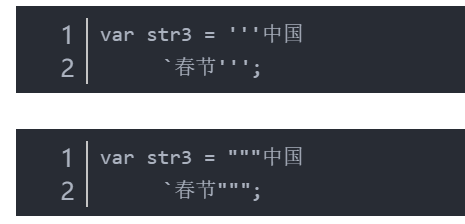 1 var str3 = '''中国
2 `春节''';
1 var str3 = """中国
2 `春节""";